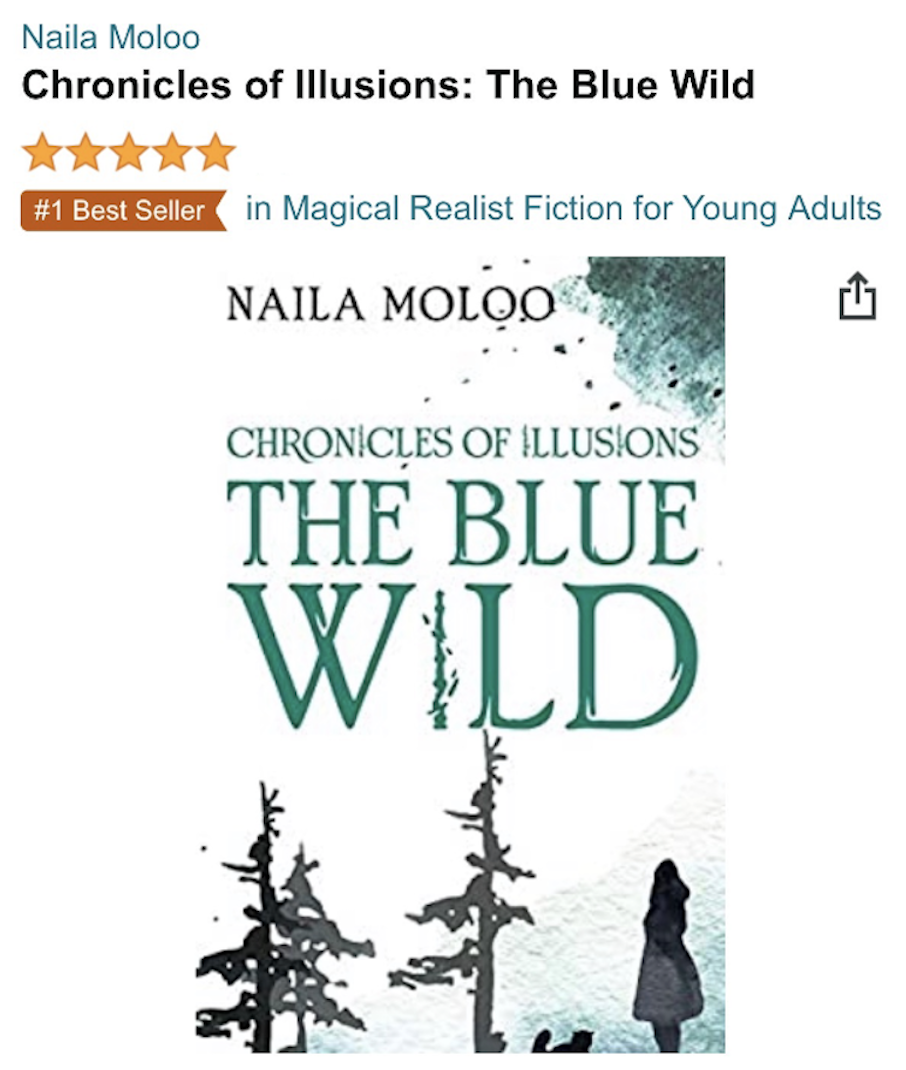 Naila Moloo
Chronicles of Illusions: The Blue Wild
#1 Best Seller in Magical Realist Fiction for Young Adults
NAILA MOLOO
CHRONICLES OF ILLUSIONS
THE BLUE
WILD